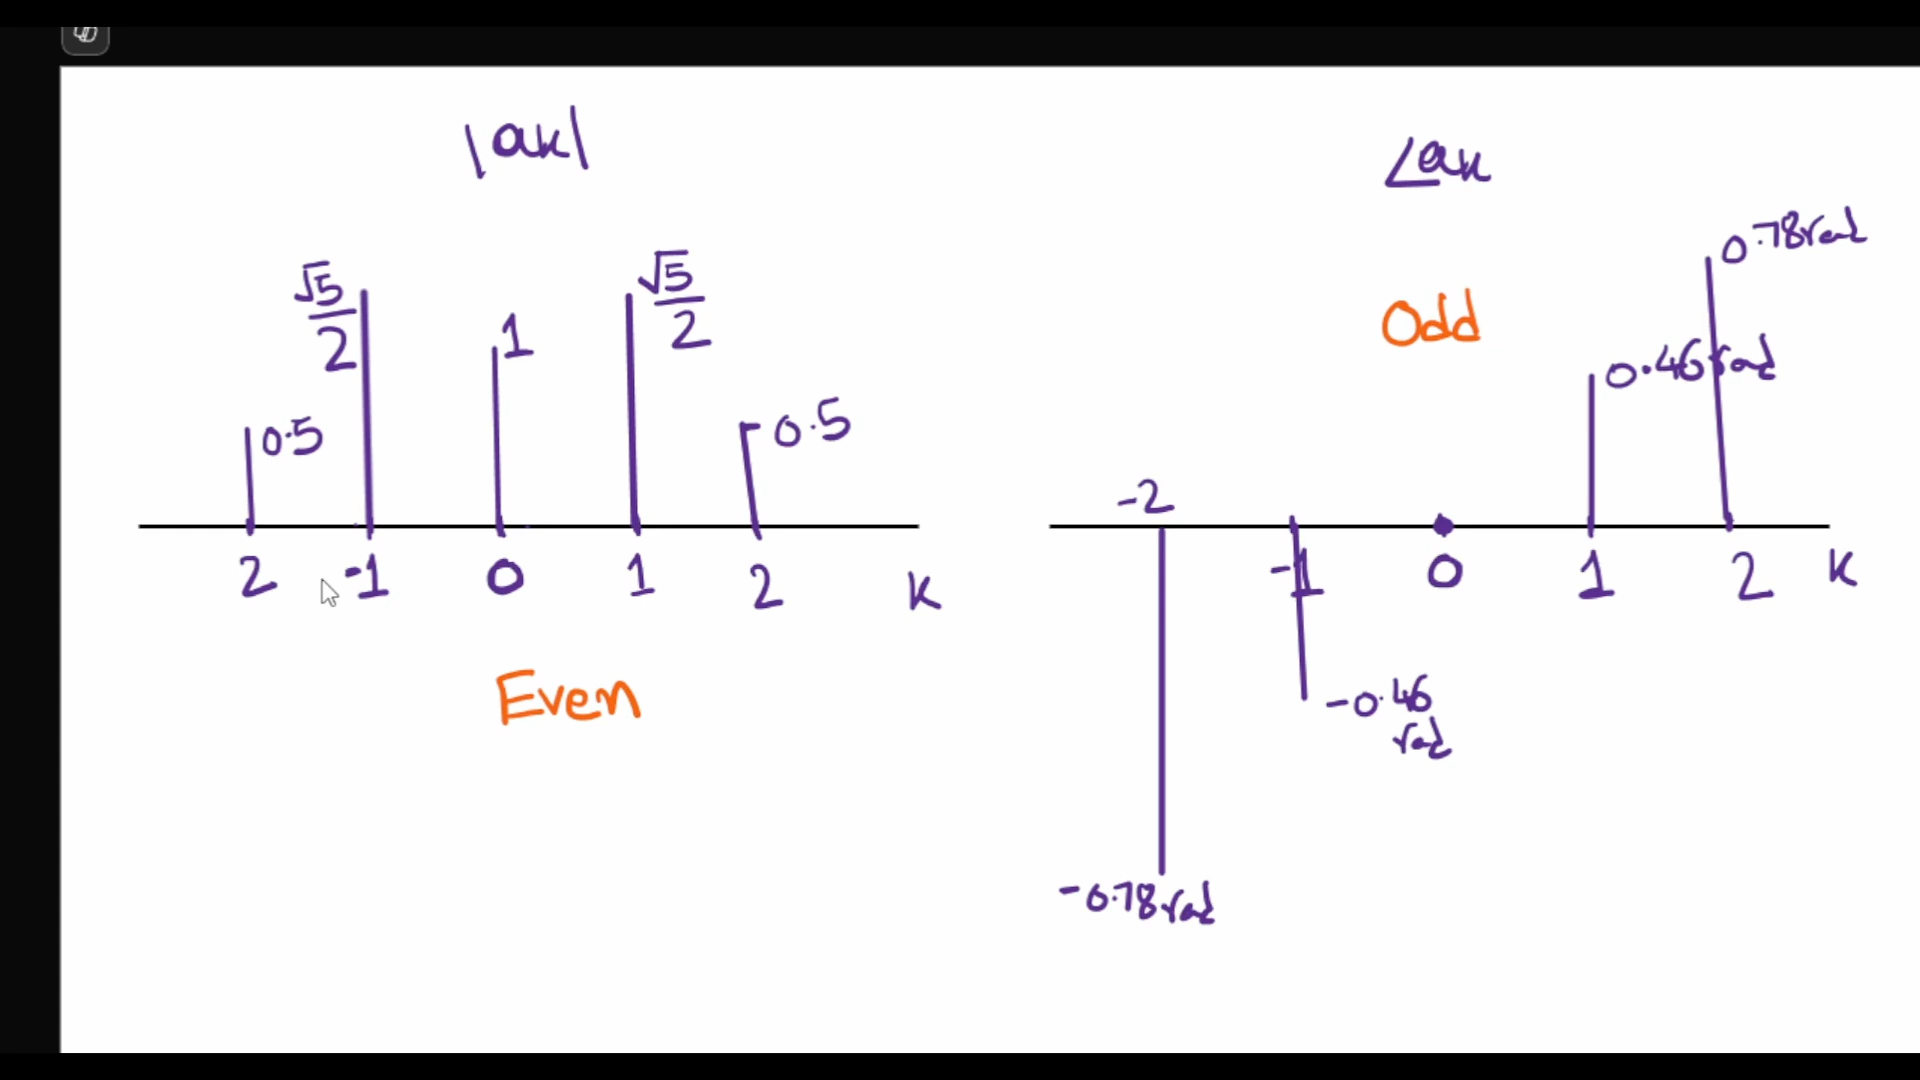 |ak|
√5/2
1
√5/2
0.5
0.5
2 -1 0 1 2 k
Even
∠ak
0.78rad
Odd
0.46rad
-2
-1 0 1 2 k
-0.46
rad
-0.78rad